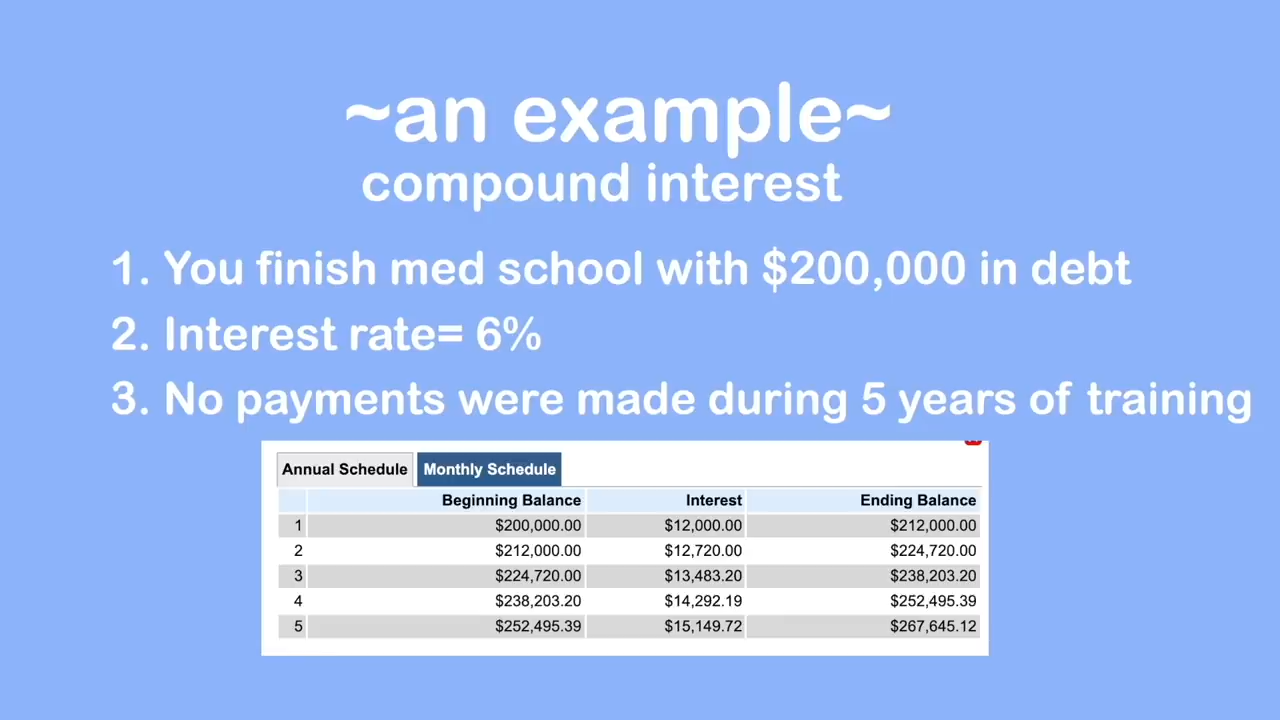 ~an example~
compound interest
1. You finish med school with $200,000 in debt
2. Interest rate= 6%
3. No payments were made during 5 years of training
Annual Schedule Monthly Schedule
Beginning Balance Interest Ending Balance
1 $200,000.00 $12,000.00 $212,000.00
2 $212,000.00 $12,720.00 $224,720.00
3 $224,720.00 $13,483.20 $238,203.20
4 $238,203.20 $14,292.19 $252,495.39
5 $252,495.39 $15,149.72 $267,645.12